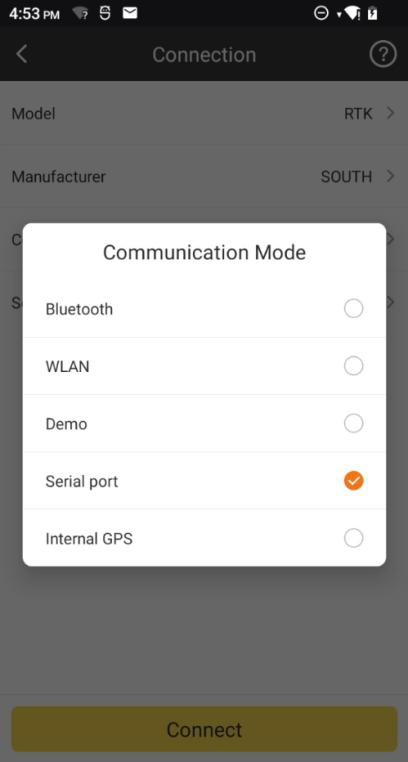 4:53 PM
Connection
Model RTK
Manufacturer SOUTH
C
Communication Mode
Bluetooth
S
WLAN
Demo
Serial port
Internal GPS
Connect